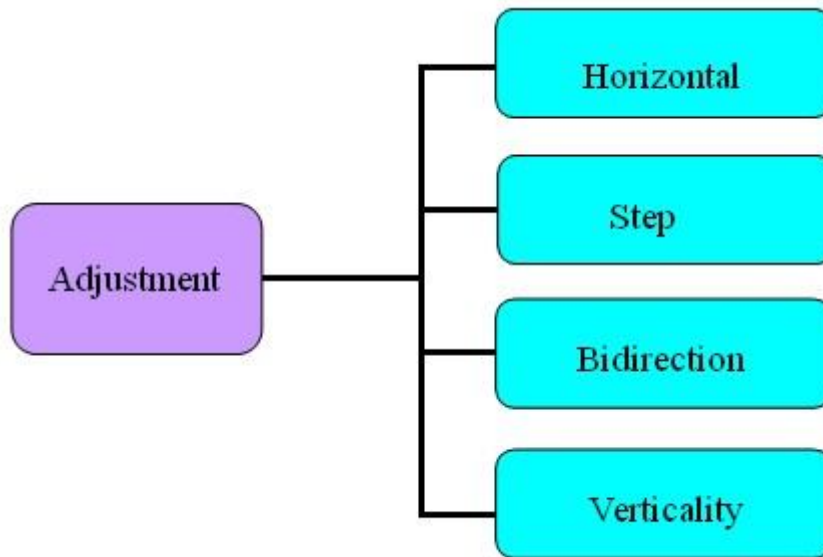 Horizontal
Step
Adjustment
Bidirection
Verticality